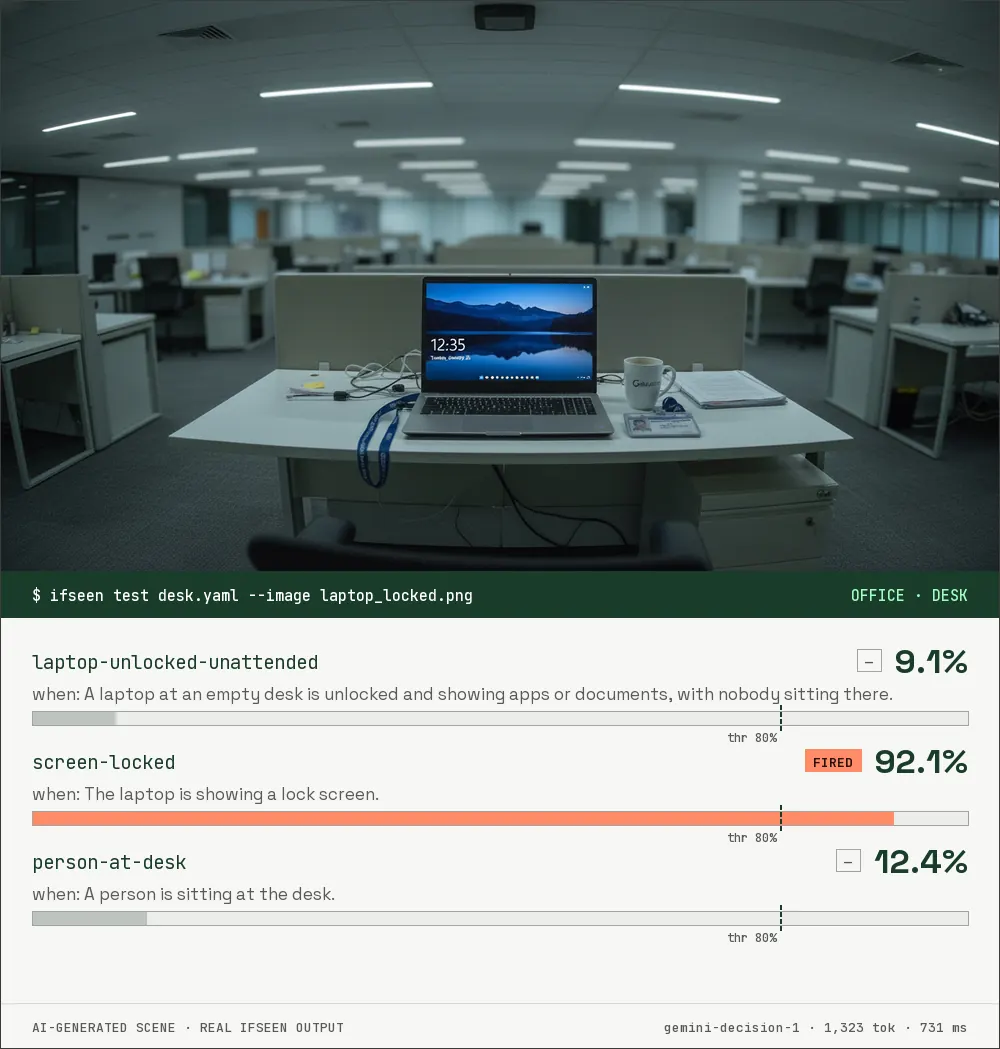 12:35
$ ifseen test desk.yaml --image laptop_locked.png
OFFICE · DESK
laptop-unlocked-unattended
– 9.1%
when: A laptop at an empty desk is unlocked and showing apps or documents, with nobody sitting there.
thr 80%
screen-locked
FIRED 92.1%
when: The laptop is showing a lock screen.
thr 80%
person-at-desk
– 12.4%
when: A person is sitting at the desk.
thr 80%
AI-GENERATED SCENE · REAL IFSEEN OUTPUT
gemini-decision-1 · 1,323 tok · 731 ms